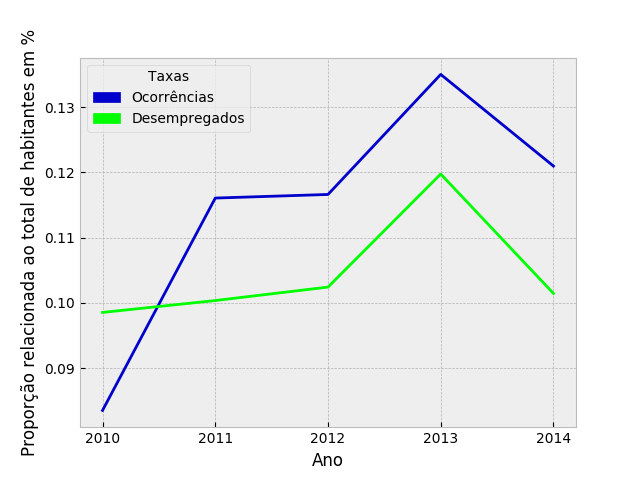 Proporção relacionada ao total de habitantes em %
Taxas
Ocorrências
Desempregados
0.13
0.12
0.11
0.10
0.09
2010 2011 2012 2013 2014
Ano